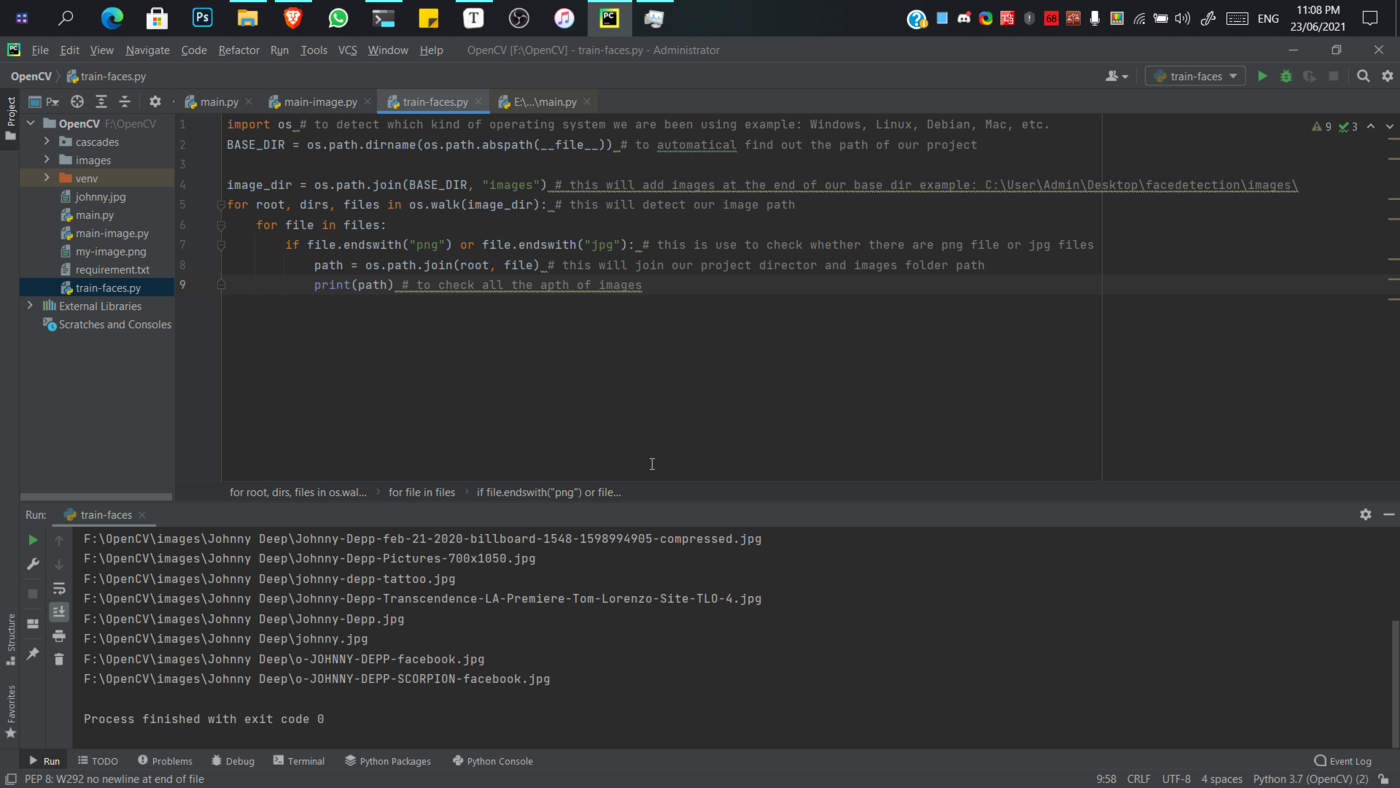 11:08 PM
68
ENG
23/06/2021
File Edit View Navigate Code Refactor Run Tools VCS Window Help OpenCV [F:\OpenCV] - train-faces.py - Administrator
OpenCV train-faces.py
train-faces
main.py main-image.py train-faces.py E:\...\main.py
Project
OpenCV F:\OpenCV
cascades
images
venv
johnny.jpg
main.py
main-image.py
my-image.png
requirement.txt
train-faces.py
External Libraries
Scratches and Consoles
9 3
1 import os # to detect which kind of operating system we are been using example: Windows, Linux, Debian, Mac, etc.
2 BASE_DIR = os.path.dirname(os.path.abspath(__file__)) # to automatical find out the path of our project
3
4 image_dir = os.path.join(BASE_DIR, "images") # this will add images at the end of our base dir example: C:\User\Admin\Desktop\facedetection\images\
5 for root, dirs, files in os.walk(image_dir): # this will detect our image path
6 for file in files:
7 if file.endswith("png") or file.endswith("jpg"): # this is use to check whether there are png file or jpg files
8 path = os.path.join(root, file) # this will join our project director and images folder path
9 print(path) # to check all the apth of images
for root, dirs, files in os.wal... for file in files if file.endswith("png") or file...
Run: train-faces
F:\OpenCV\images\Johnny Deep\Johnny-Depp-feb-21-2020-billboard-1548-1598994905-compressed.jpg
F:\OpenCV\images\Johnny Deep\Johnny-Depp-Pictures-700x1050.jpg
F:\OpenCV\images\Johnny Deep\johnny-depp-tattoo.jpg
F:\OpenCV\images\Johnny Deep\Johnny-Depp-Transcendence-LA-Premiere-Tom-Lorenzo-Site-TLO-4.jpg
F:\OpenCV\images\Johnny Deep\Johnny-Depp.jpg
F:\OpenCV\images\Johnny Deep\johnny.jpg
F:\OpenCV\images\Johnny Deep\o-JOHNNY-DEPP-facebook.jpg
F:\OpenCV\images\Johnny Deep\o-JOHNNY-DEPP-SCORPION-facebook.jpg
Process finished with exit code 0
Structure
Favorites
Run TODO Problems Debug Terminal Python Packages Python Console Event Log
PEP 8: W292 no newline at end of file 9:58 CRLF UTF-8 4 spaces Python 3.7 (OpenCV) (2)